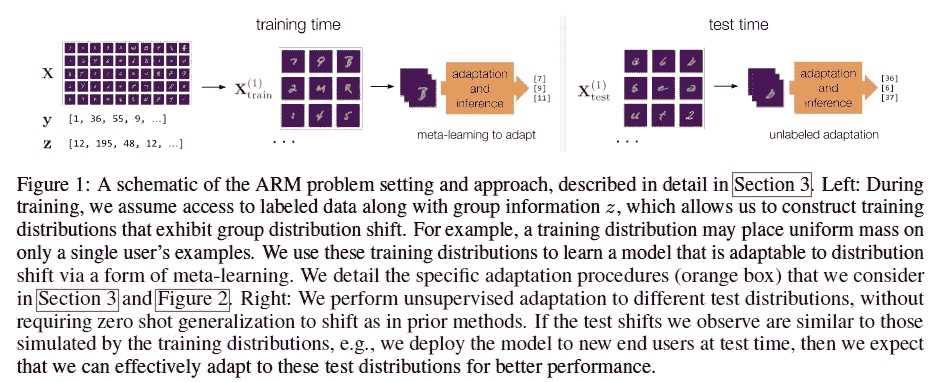 training time
test time
X
X(1)train
adaptation and inference
[7]
[9]
[11]
X(1)test
adaptation and inference
[36]
[6]
[37]
y [1, 36, 55, 9, ...]
z [12, 195, 48, 12, ...]
...
meta-learning to adapt
...
unlabeled adaptation
Figure 1: A schematic of the ARM problem setting and approach, described in detail in Section 3. Left: During
training, we assume access to labeled data along with group information z, which allows us to construct training
distributions that exhibit group distribution shift. For example, a training distribution may place uniform mass on
only a single user's examples. We use these training distributions to learn a model that is adaptable to distribution
shift via a form of meta-learning. We detail the specific adaptation procedures (orange box) that we consider
in Section 3 and Figure 2. Right: We perform unsupervised adaptation to different test distributions, without
requiring zero shot generalization to shift as in prior methods. If the test shifts we observe are similar to those
simulated by the training distributions, e.g., we deploy the model to new end users at test time, then we expect
that we can effectively adapt to these test distributions for better performance.